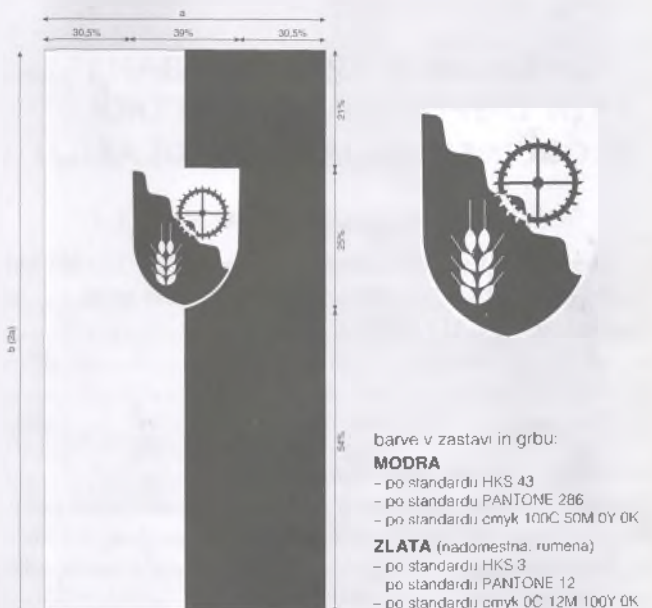 a
30,5% 39% 30,5%
21%
25%
54%
b (2a)
barve v zastavi in grbu:
MODRA
– po standardu HKS 43
– po standardu PANTONE 286
– po standardu cmyk 100C 50M 0Y 0K
ZLATA (nadomestna. rumena)
– po standardu HKS 3
po standardu PANTONE 12
– po standardu cmyk 0C 12M 100Y 0K